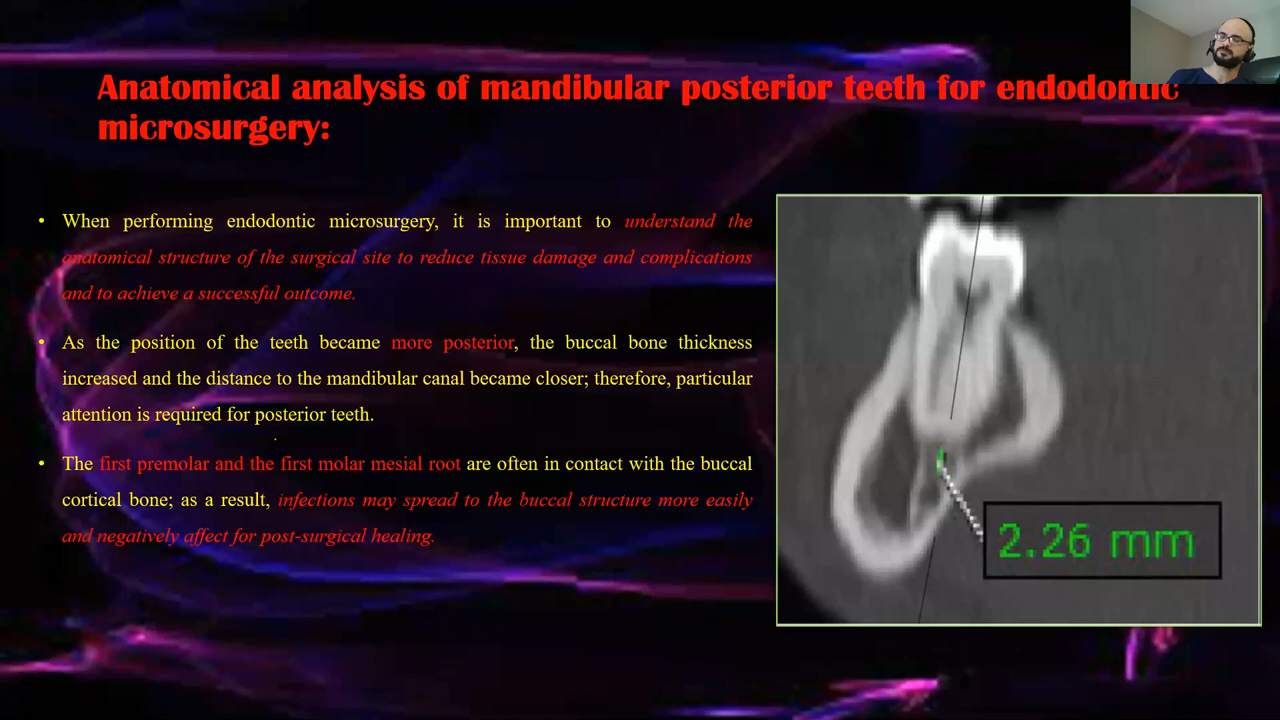 Anatomical analysis of mandibular posterior teeth for endodontic
microsurgery:
• When performing endodontic microsurgery, it is important to understand the
anatomical structure of the surgical site to reduce tissue damage and complications
and to achieve a successful outcome.
• As the position of the teeth became more posterior, the buccal bone thickness
increased and the distance to the mandibular canal became closer; therefore, particular
attention is required for posterior teeth.
• The first premolar and the first molar mesial root are often in contact with the buccal
cortical bone; as a result, infections may spread to the buccal structure more easily
and negatively affect for post-surgical healing.
2.26 mm